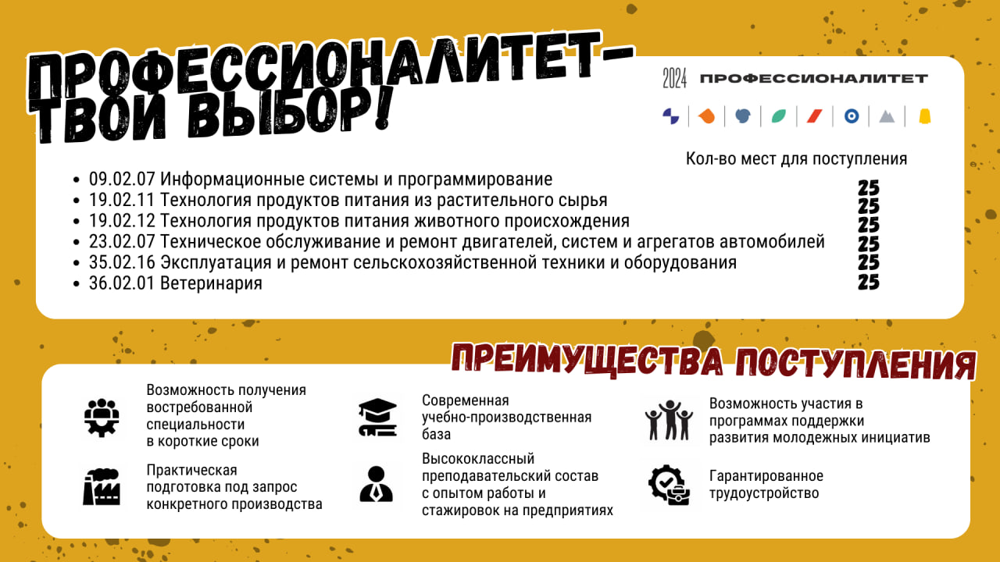 ПРОФЕССИОНАЛИТЕТ-
ТВОЙ ВЫБОР!
2024 ПРОФЕССИОНАЛИТЕТ
Кол-во мест для поступления
• 09.02.07 Информационные системы и программирование 25
• 19.02.11 Технология продуктов питания из растительного сырья 25
• 19.02.12 Технология продуктов питания животного происхождения 25
• 23.02.07 Техническое обслуживание и ремонт двигателей, систем и агрегатов автомобилей 25
• 35.02.16 Эксплуатация и ремонт сельскохозяйственной техники и оборудования 25
• 36.02.01 Ветеринария 25
ПРЕИМУЩЕСТВА ПОСТУПЛЕНИЯ
Возможность получения
востребованной
специальности
в короткие сроки
Современная
учебно-производственная
база
Возможность участия в
программах поддержки
развития молодежных инициатив
Практическая
подготовка под запрос
конкретного производства
Высококлассный
преподавательский состав
с опытом работы и
стажировок на предприятиях
Гарантированное
трудоустройство